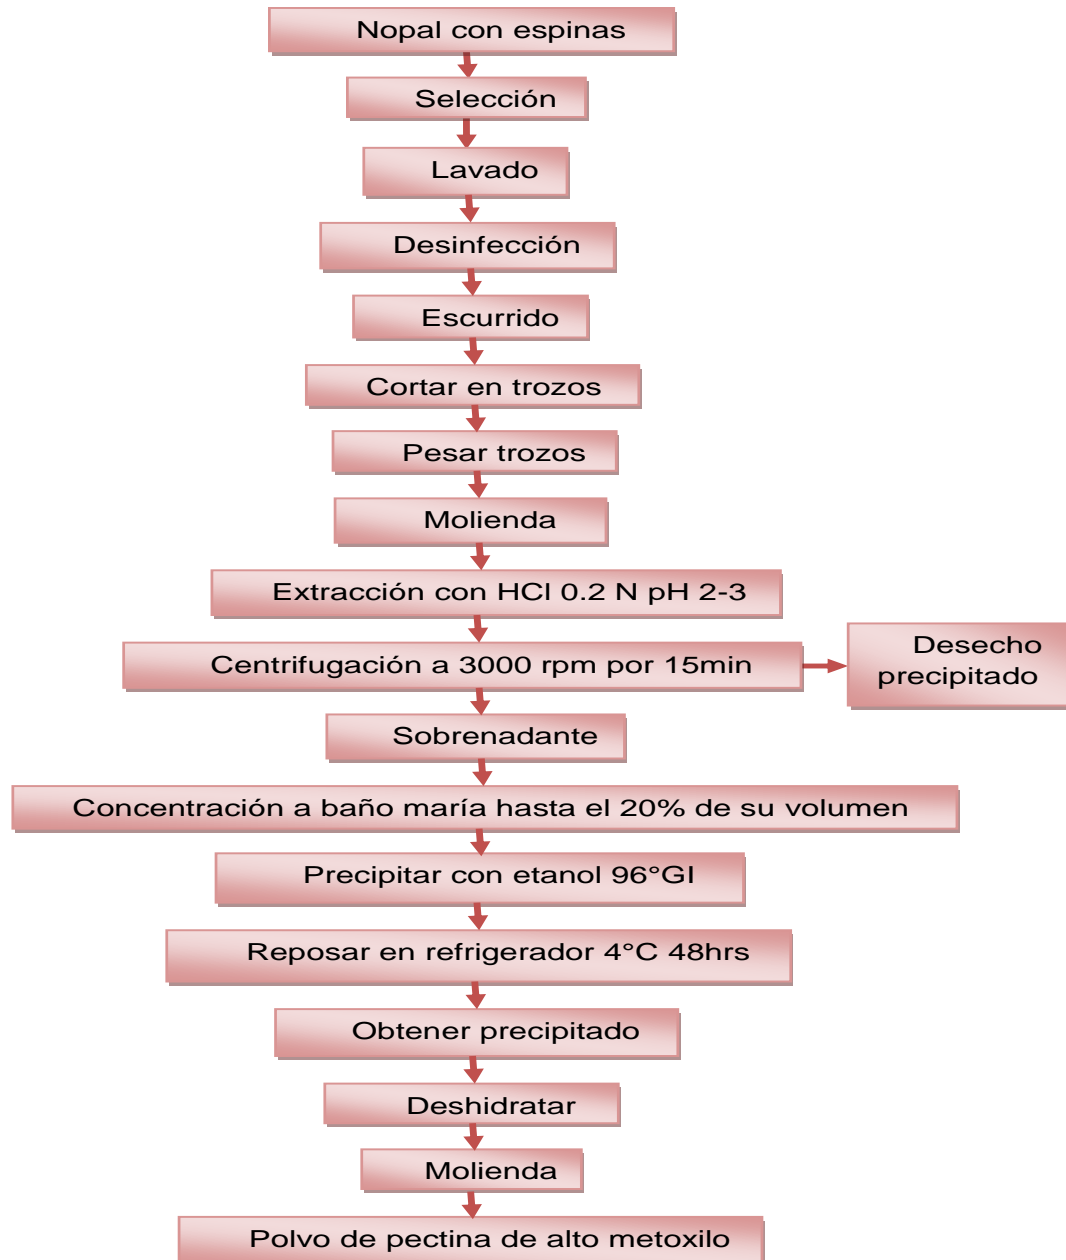 Nopal con espinas
Selección
Lavado
Desinfección
Escurrido
Cortar en trozos
Pesar trozos
Molienda
Extracción con HCl 0.2 N pH 2-3
Centrifugación a 3000 rpm por 15min
Desecho
precipitado
Sobrenadante
Concentración a baño maría hasta el 20% de su volumen
Precipitar con etanol 96°Gl
Reposar en refrigerador 4°C 48hrs
Obtener precipitado
Deshidratar
Molienda
Polvo de pectina de alto metoxilo